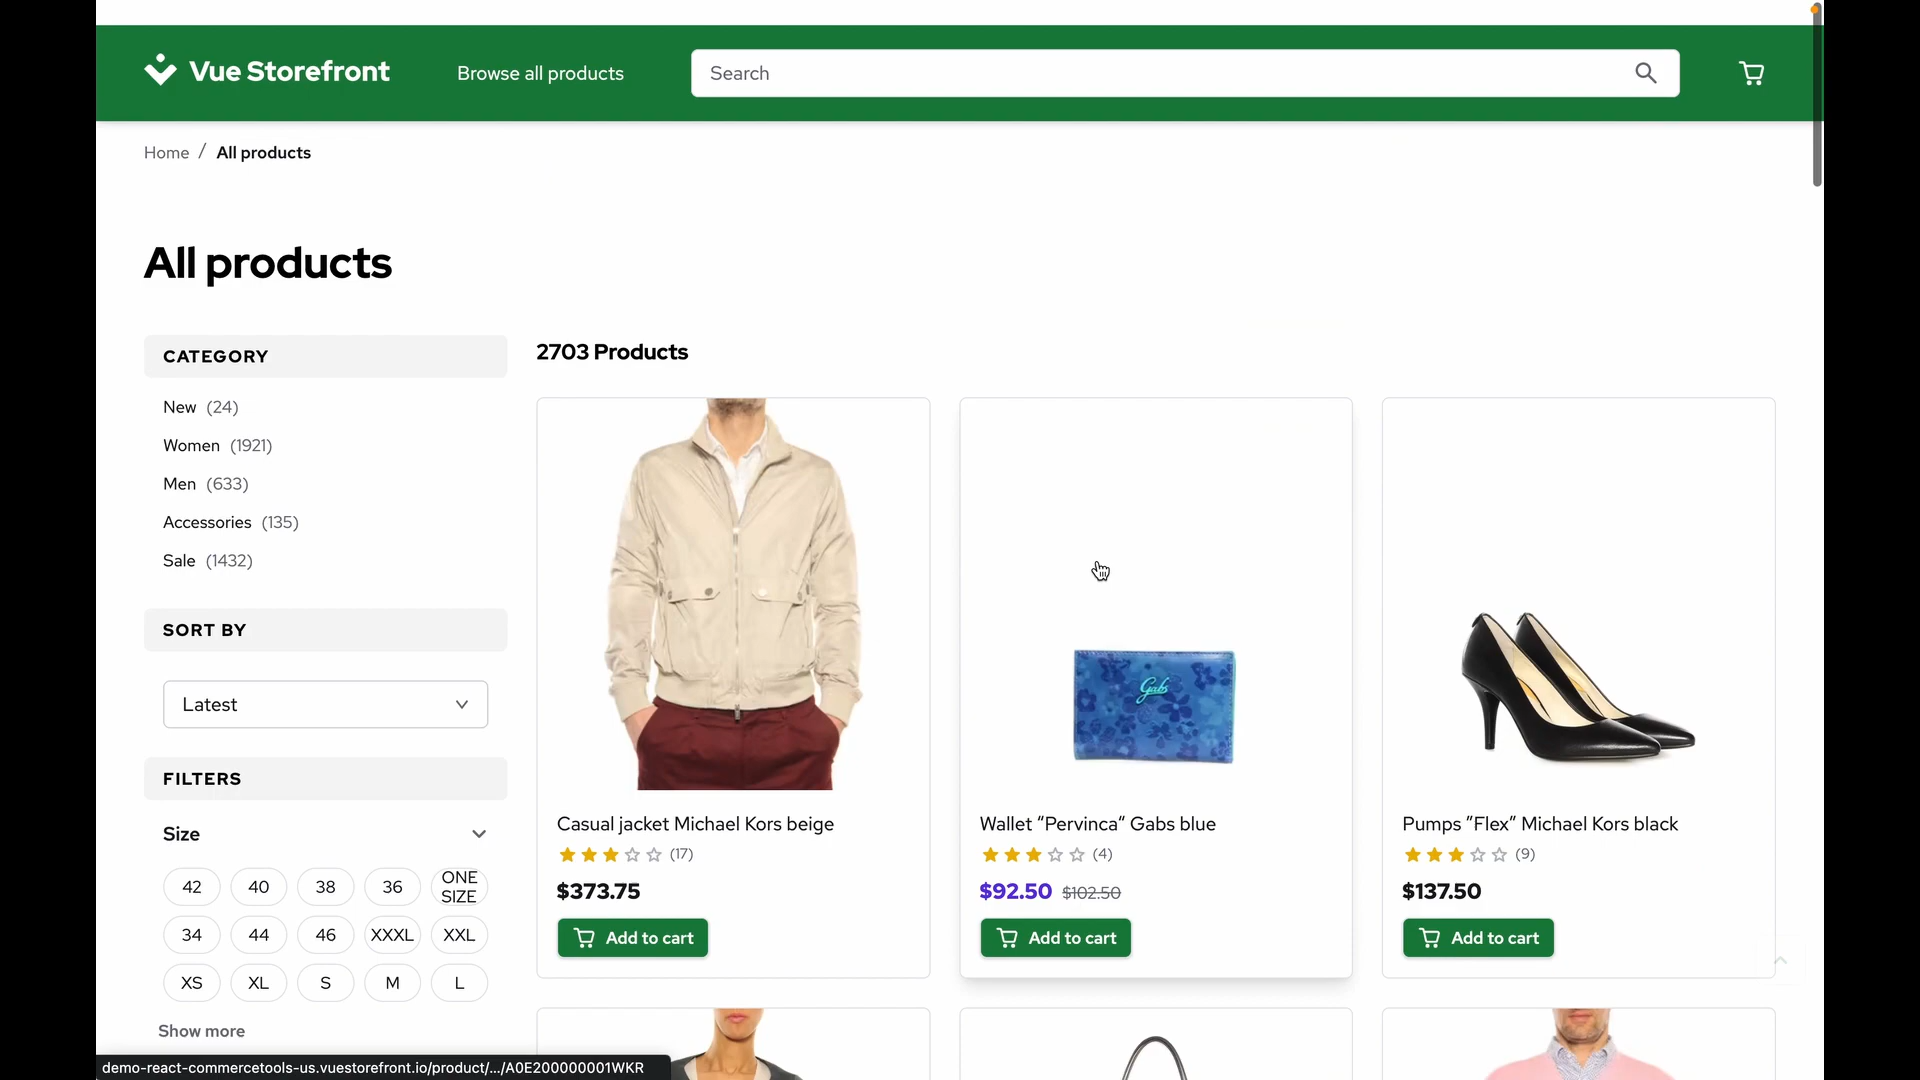 Vue Storefront
Browse all products
Search
Home / All products
All products
CATEGORY
New (24)
Women (1921)
Men (633)
Accessories (135)
Sale (1432)
SORT BY
Latest
FILTERS
Size
42 40 38 36 ONE SIZE
34 44 46 XXXL XXL
XS XL S M L
Show more
2703 Products
Casual jacket Michael Kors beige
(17)
$373.75
Add to cart
Gabs
Wallet “Pervinca“ Gabs blue
(4)
$92.50 $102.50
Add to cart
Pumps ”Flex” Michael Kors black
(9)
$137.50
Add to cart
demo-react-commercetools-us.vuestorefront.io/product/.../A0E200000001WKR